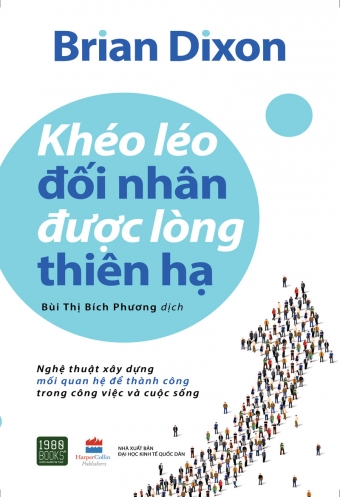 Brian Dixon
Khéo léo
đối nhân
được lòng
thiên hạ
Bùi Thị Bích Phương dịch
Nghệ thuật xây dựng
mối quan hệ để thành công
trong công việc và cuộc sống
1980
BOOKS
HarperCollins
Publishers
NHÀ XUẤT BẢN
ĐẠI HỌC KINH TẾ QUỐC DÂN